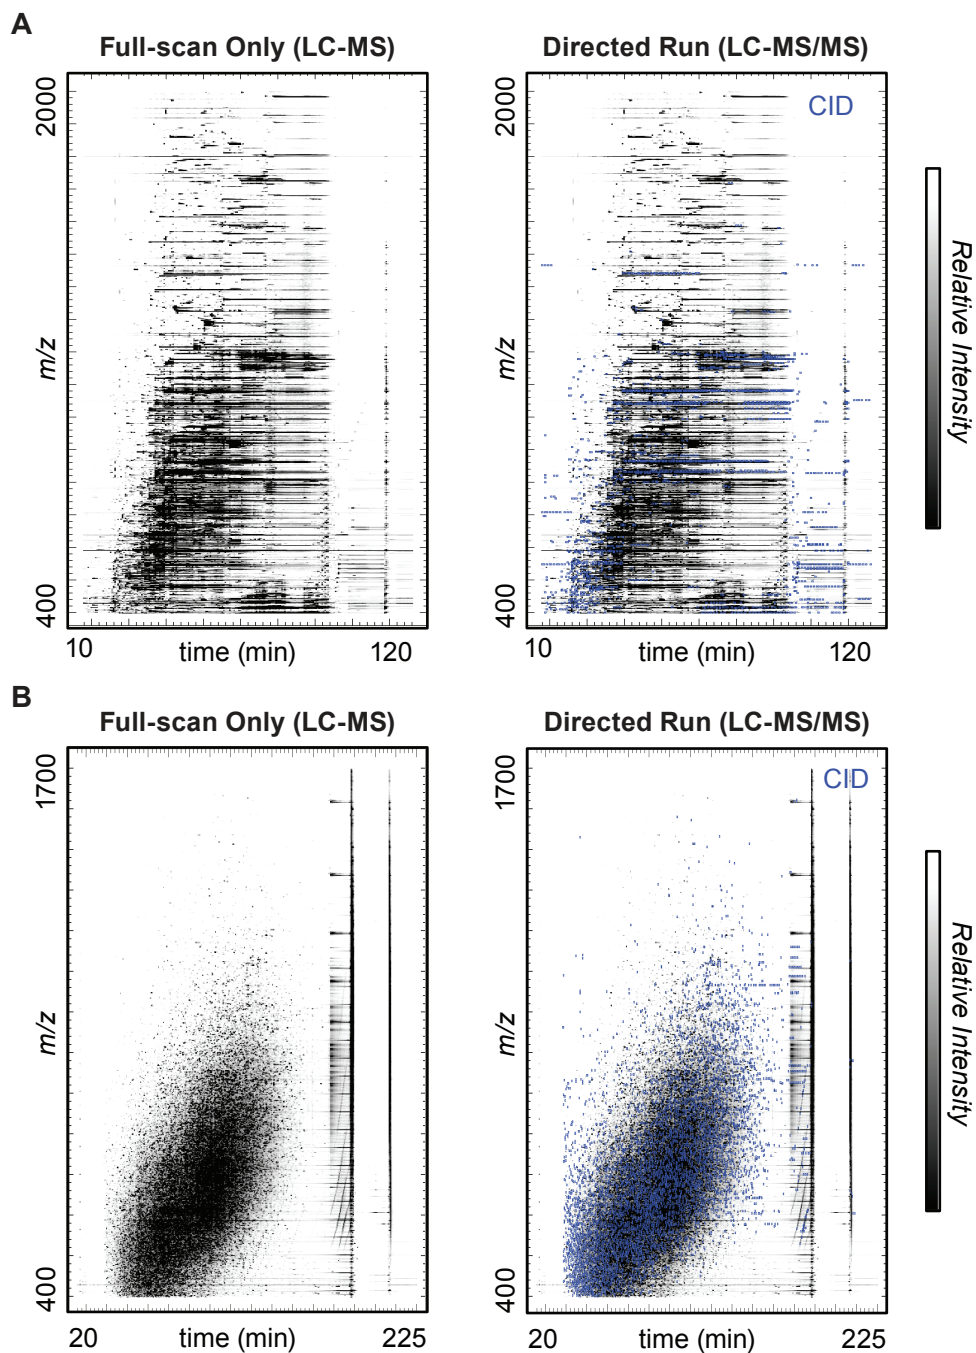 A
Full-scan Only (LC-MS)
Directed Run (LC-MS/MS)
2000
m/z
400
10
time (min)
120
2000
CID
m/z
400
10
time (min)
120
Relative Intensity
B
Full-scan Only (LC-MS)
Directed Run (LC-MS/MS)
1700
m/z
400
20
time (min)
225
1700
CID
m/z
400
20
time (min)
225
Relative Intensity